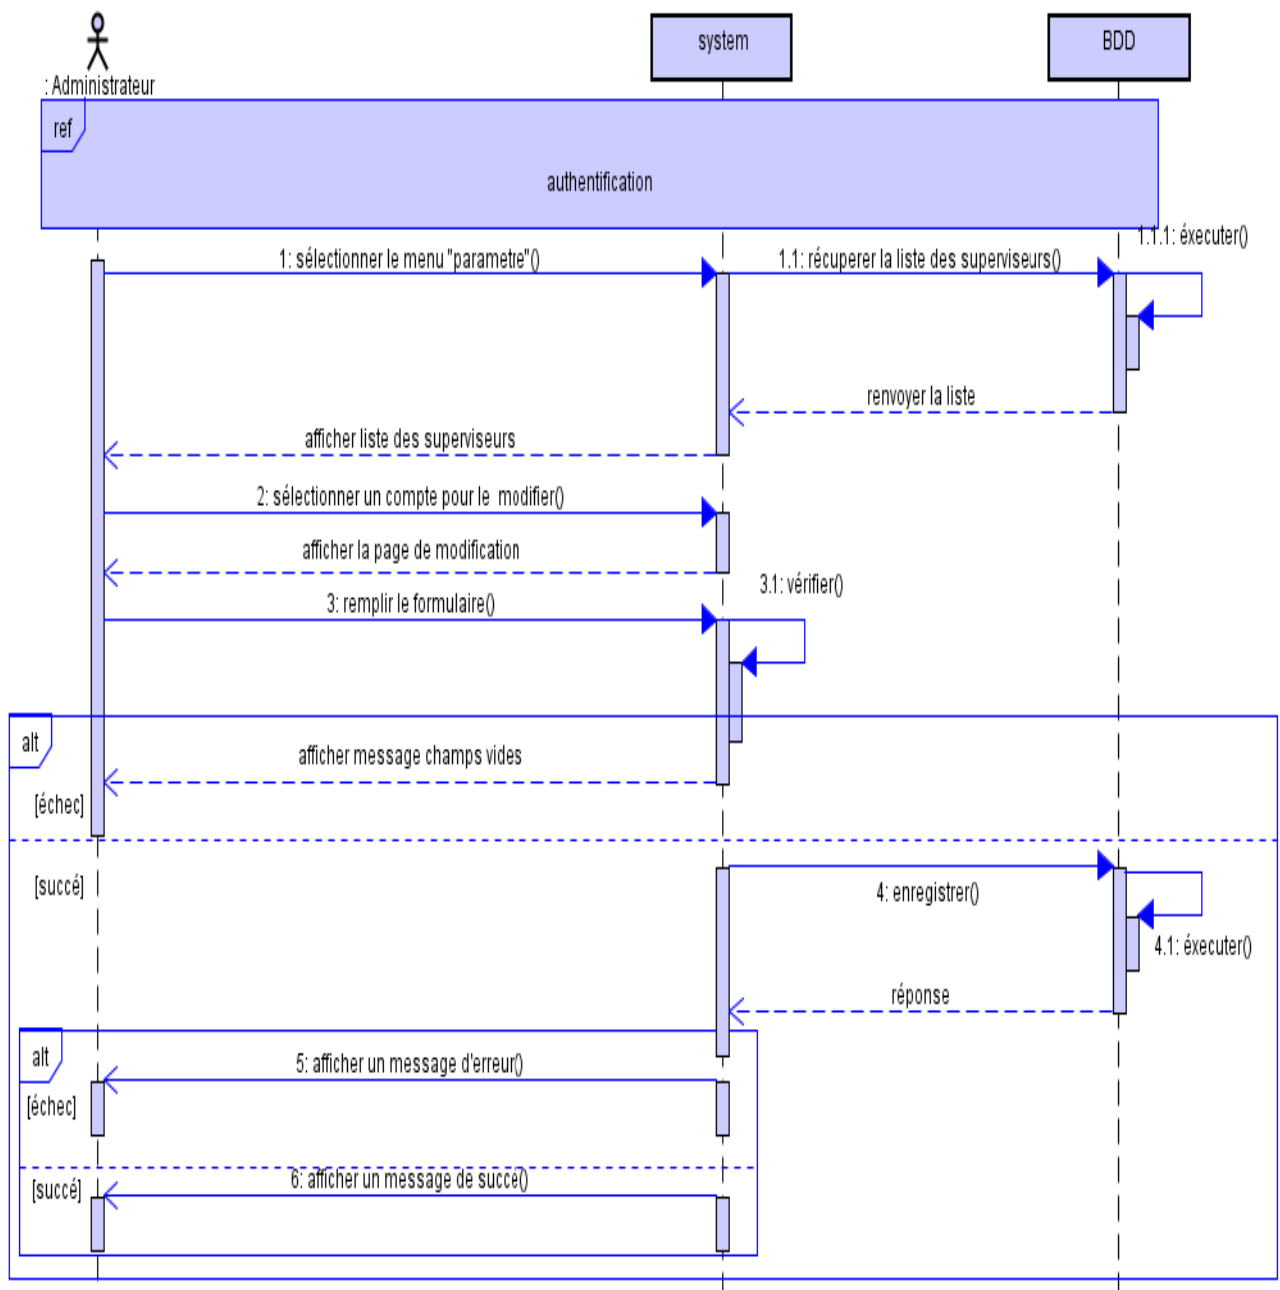 system
BDD
: Administrateur
ref
authentification
1.1.1: éxecuter()
1: sélectionner le menu "parametre"()
1.1: récuperer la liste des superviseurs()
renvoyer la liste
afficher liste des superviseurs
2: sélectionner un compte pour le  modifier()
afficher la page de modification
3.1: vérifier()
3: remplir le formulaire()
alt
afficher message champs vides
[échec]
[succé]
4: enregistrer()
4.1: éxecuter()
réponse
alt
5: afficher un message d'erreur()
[échec]
6: afficher un message de succé()
[succé]